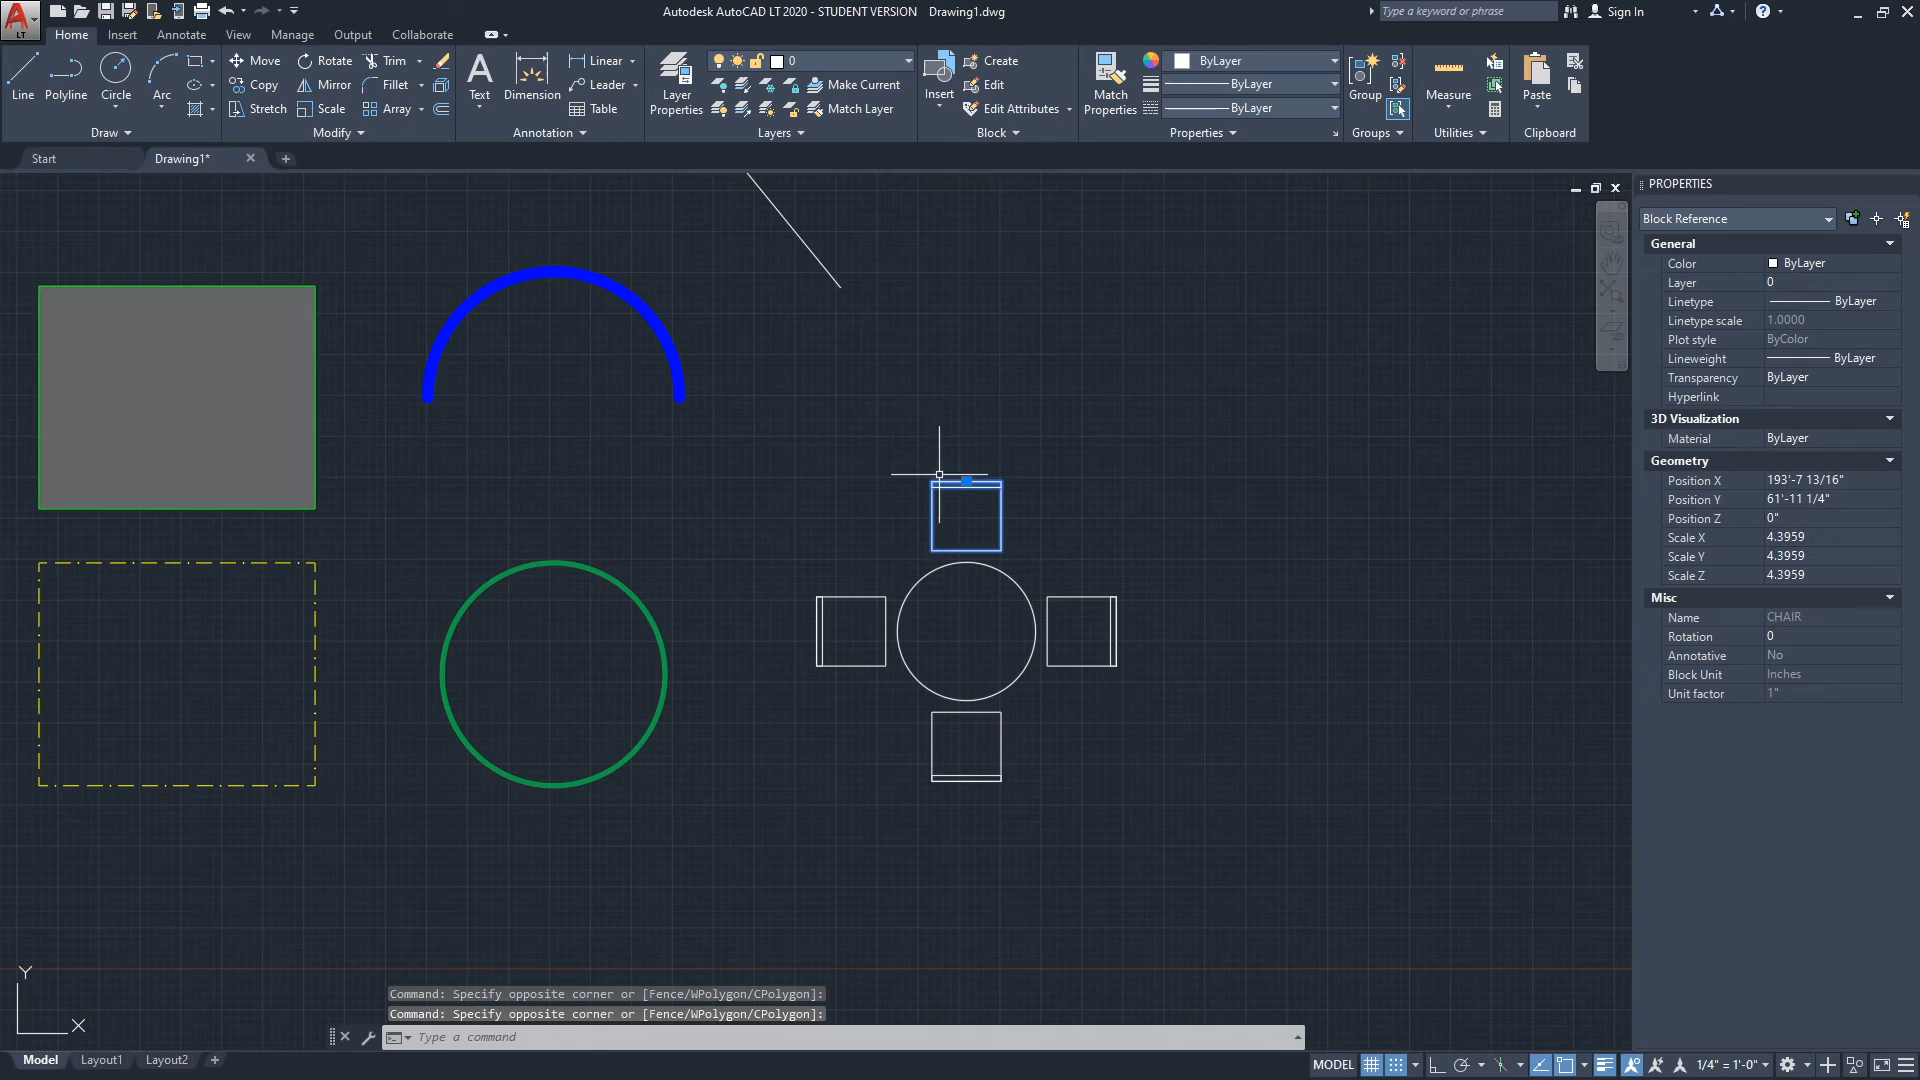 Autodesk AutoCAD LT 2020 - STUDENT VERSION Drawing1.dwg
Type a keyword or phrase
Sign In
A
LT
Home Insert Annotate View Manage Output Collaborate
Line Polyline Circle Arc
Draw
Move Rotate Trim
Copy Mirror Fillet
Stretch Scale Array
Modify
A
Text Dimension
Linear
Leader
Table
Annotation
Layer
Properties
0
Make Current
Match Layer
Layers
Insert
Create
Edit
Edit Attributes
Block
Match
Properties
ByLayer
ByLayer
ByLayer
Properties
Group
Groups
Measure
Utilities
Paste
Clipboard
Start Drawing1*
PROPERTIES
Block Reference
General
Color ByLayer
Layer 0
Linetype ByLayer
Linetype scale 1.0000
Plot style ByColor
Lineweight ByLayer
Transparency ByLayer
Hyperlink
3D Visualization
Material ByLayer
Geometry
Position X 193'-7 13/16"
Position Y 61'-11 1/4"
Position Z 0"
Scale X 4.3959
Scale Y 4.3959
Scale Z 4.3959
Misc
Name CHAIR
Rotation 0
Annotative No
Block Unit Inches
Unit factor 1"
Y
X
Command: Specify opposite corner or [Fence/WPolygon/CPolygon]:
Command: Specify opposite corner or [Fence/WPolygon/CPolygon]:
Type a command
Model Layout1 Layout2
MODEL
1/4" = 1'-0"